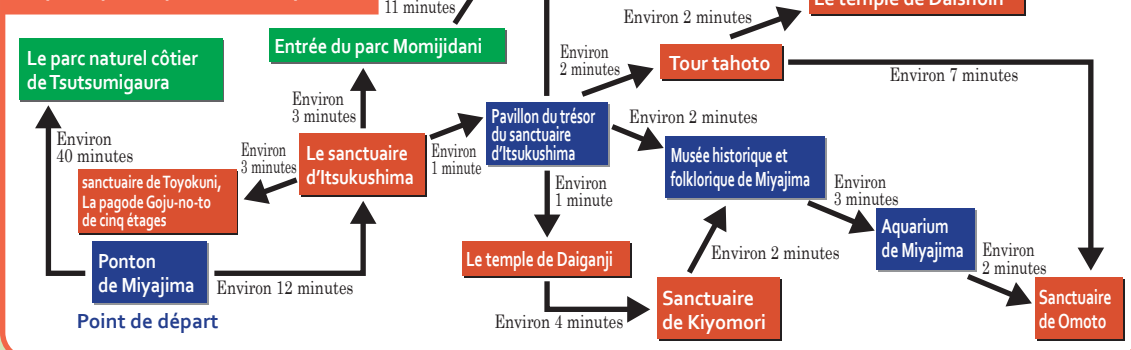 11 minutes
Environ 2 minutes
Le temple de Daishoin
Entrée du parc Momijidani
Le parc naturel côtier
de Tsutsumigaura
Environ
2 minutes
Tour tahoto
Environ 7 minutes
Environ
3 minutes
Pavillon du trésor
du sanctuaire
d'Itsukushima
Environ 2 minutes
Environ
40 minutes
Environ
3 minutes
Le sanctuaire
d'Itsukushima
Environ
1 minute
Musée historique et
folklorique de Miyajima
sanctuaire de Toyokuni,
La pagode Goju-no-to
de cinq étages
Environ
1 minute
Environ
3 minutes
Aquarium
de Miyajima
Ponton
de Miyajima
Environ 12 minutes
Le temple de Daiganji
Environ 2 minutes
Environ
2 minutes
Sanctuaire
de Kiyomori
Sanctuaire
de Omoto
Point de départ
Environ 4 minutes